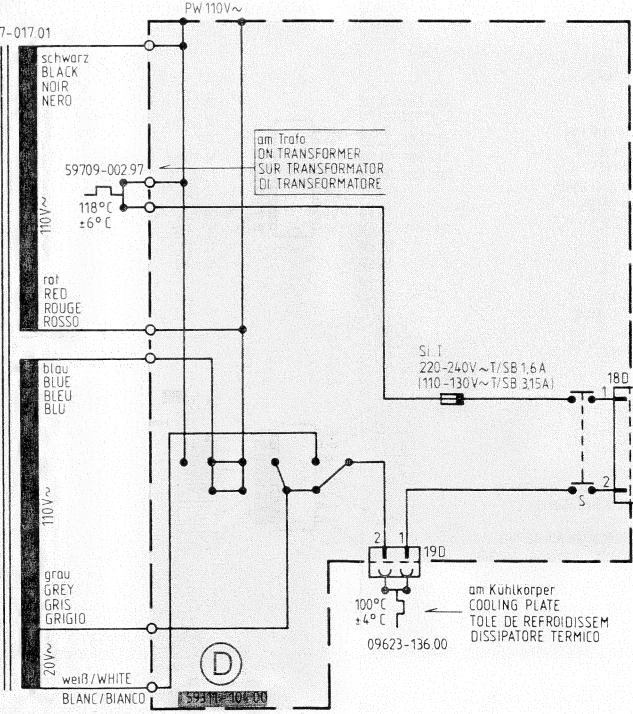 PW 110V~
7-017.01
schwarz
BLACK
NOIR
NERO
am Trafo
ON TRANSFORMER
SUR TRANSFORMATOR
DI TRANSFORMATORE
59709-002.97
118°C
±6°C
110V~
rot
RED
ROUGE
ROSSO
blau
BLUE
BLEU
BLU
Si. I
220-240V~T/SB 1,6A
(110-130V~T/SB 3,15A)
18D
1
2
S
110V~
2 1
19D
grau
GREY
GRIS
GRIGIO
100°C
±4°C
09623-136.00
am Kühlkörper
COOLING PLATE
TOLE DE REFROIDISSEM
DISSIPATORE TERMICO
20V~
D
weiß/WHITE
BLANC/BIANCO